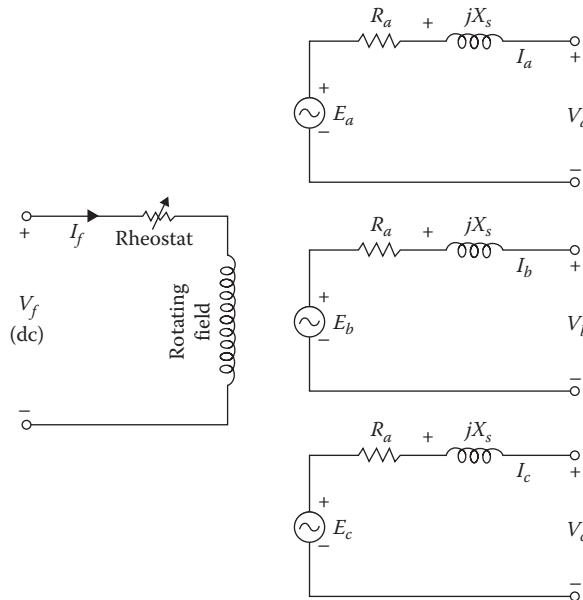 R_a + jX_s
I_a
+
+
E_a
−
V_a
−
I_f
+
Rheostat
V_f
(dc)
Rotating
field
−
R_a + jX_s
I_b
+
+
E_b
−
V_b
−
R_a + jX_s
I_c
+
+
E_c
−
V_c
−